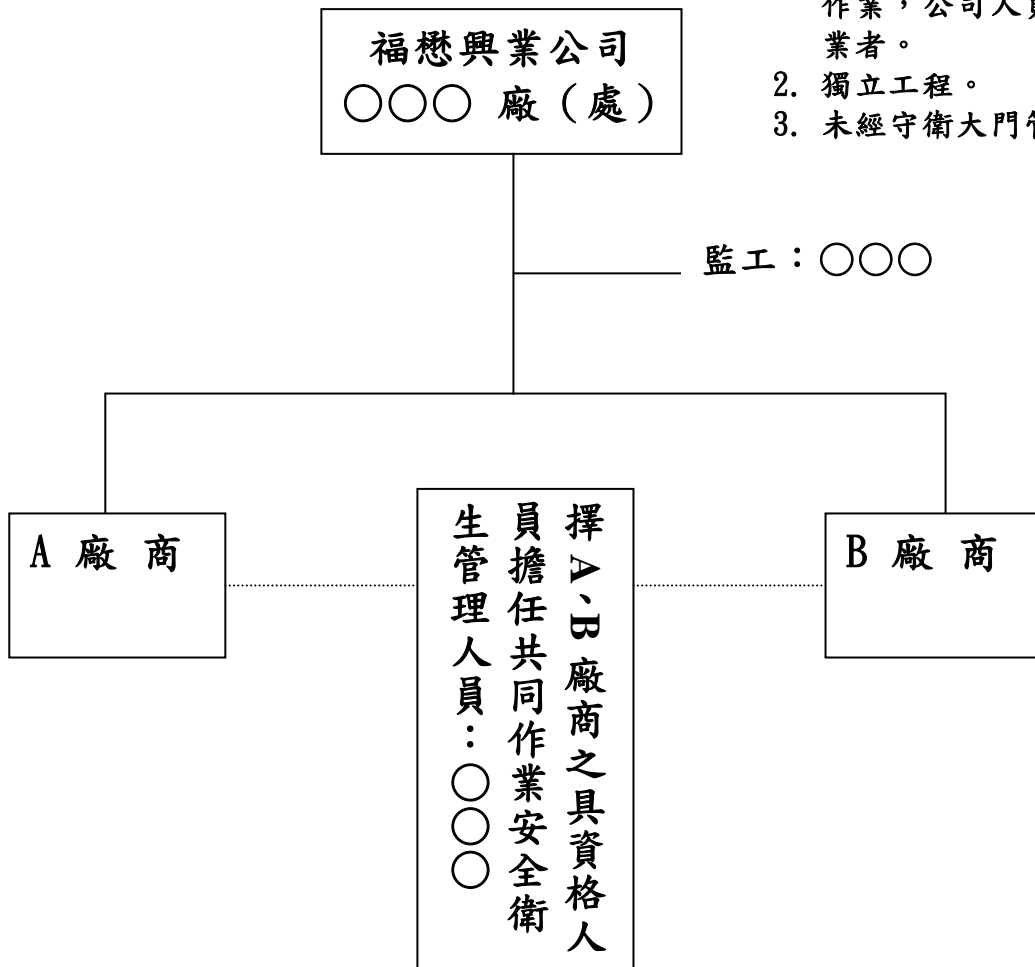 福懋興業公司
○○○ 廠（處）
作業，公司人員
業者。
2. 獨立工程。
3. 未經守衛大門管
監工：○○○
A 廠 商
擇 A、B 廠商之具資格人
員擔任共同作業安全衛
生管理人員：○○○
B 廠 商